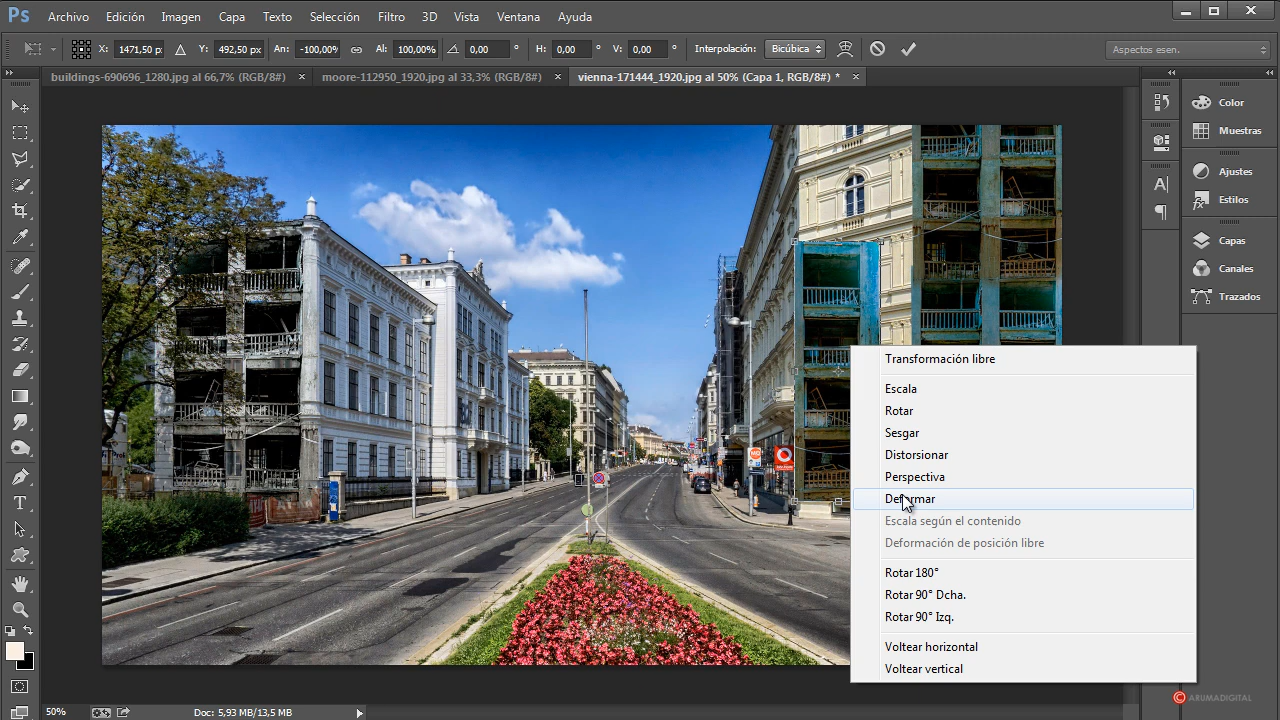 Ps Archivo Edición Imagen Capa Texto Selección Filtro 3D Vista Ventana Ayuda
X: 1471,50 px Y: 492,50 px An: -100,00% Al: 100,00% 0,00 ° H: 0,00 ° V: 0,00 ° Interpolación: Bicúbica Aspectos esen.
buildings-690696_1280.jpg al 66,7% (RGB/8#) × moore-112950_1920.jpg al 33,3% (RGB/8#) × vienna-171444_1920.jpg al 50% (Capa 1, RGB/8#) * ×
Color
Muestras
Ajustes
Estilos
Capas
Canales
Trazados
Transformación libre
Escala
Rotar
Sesgar
Distorsionar
Perspectiva
Deformar
Escala según el contenido
Deformación de posición libre
Rotar 180°
Rotar 90° Dcha.
Rotar 90° Izq.
Voltear horizontal
Voltear vertical
50% Doc: 5,93 MB/13,5 MB
© ARUMADIGITAL